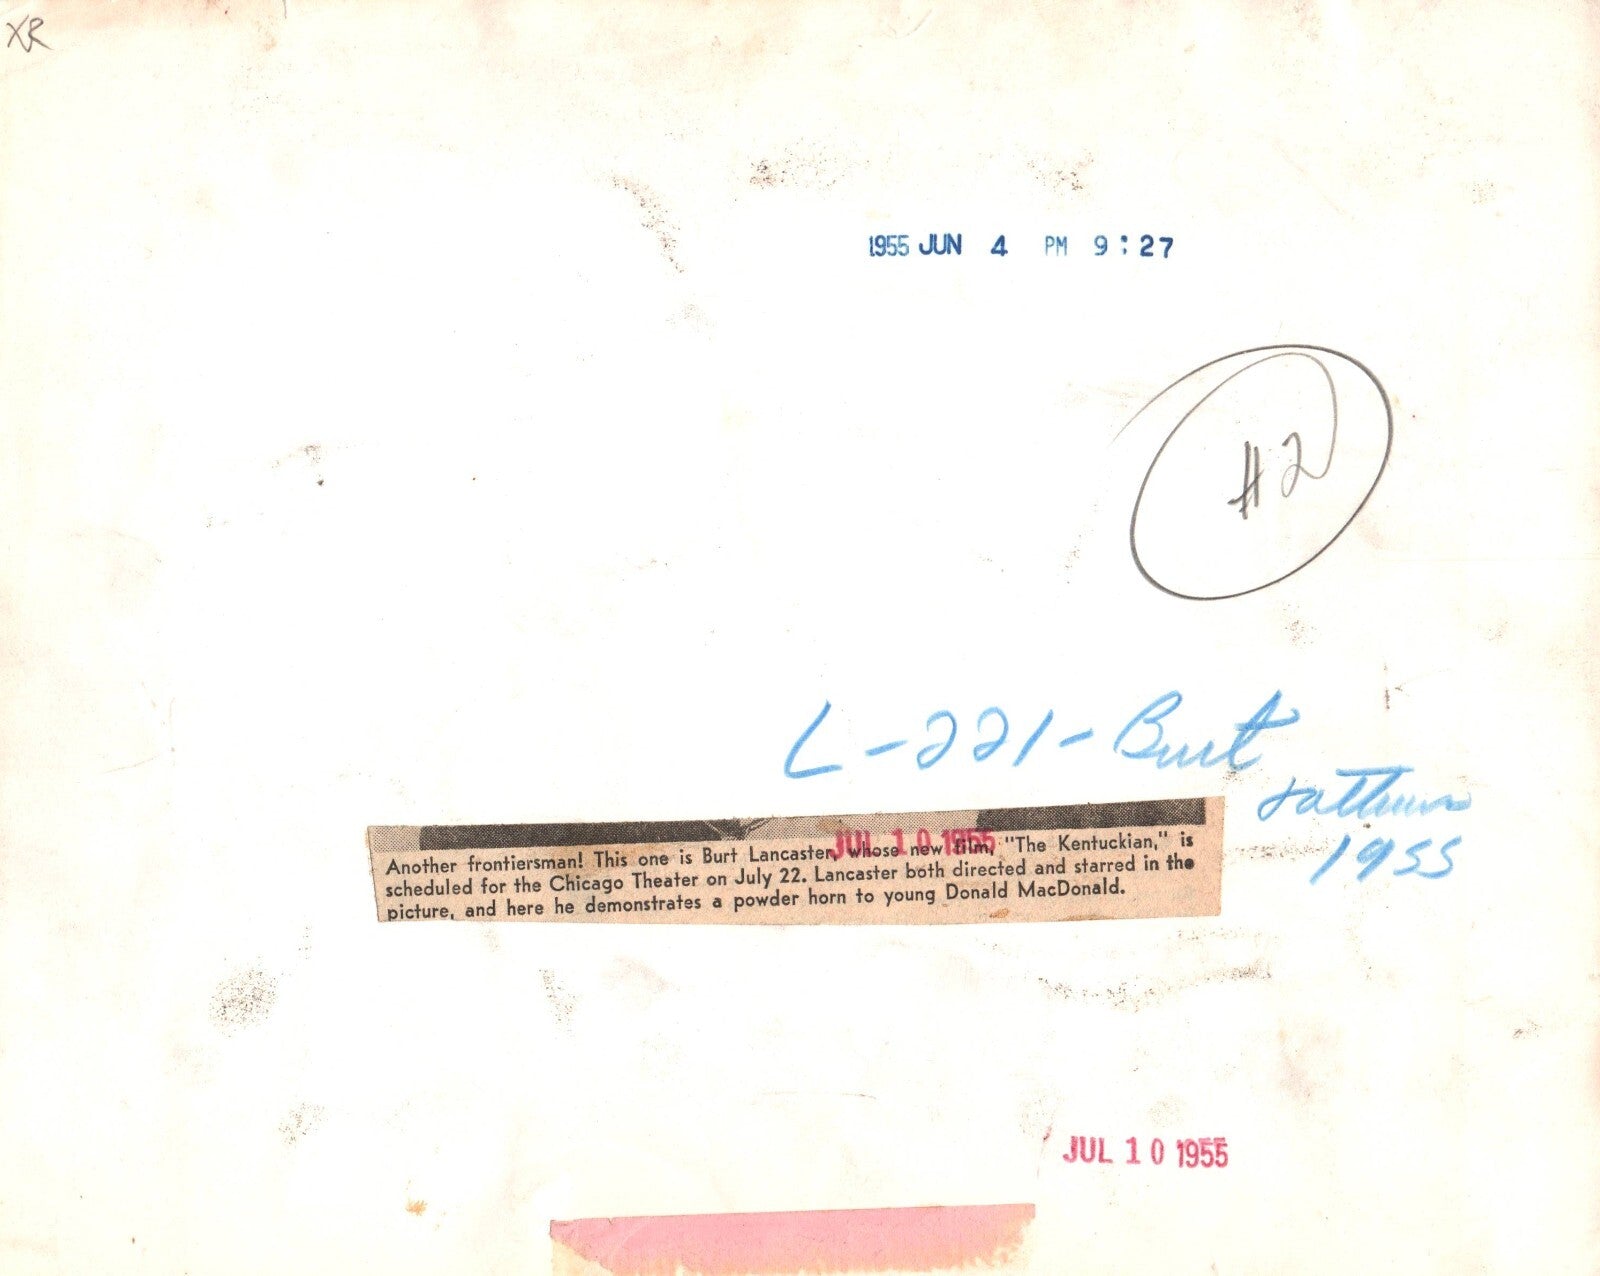 XR
1955 JUN 4 PM 9:27
#2
L-221-Burt
1955
JUL 10 1955
Another frontiersman! This one is Burt Lancaster, whose new film, "The Kentuckian," is
scheduled for the Chicago Theater on July 22. Lancaster both directed and starred in the
picture, and here he demonstrates a powder horn to young Donald MacDonald.
JUL 10 1955